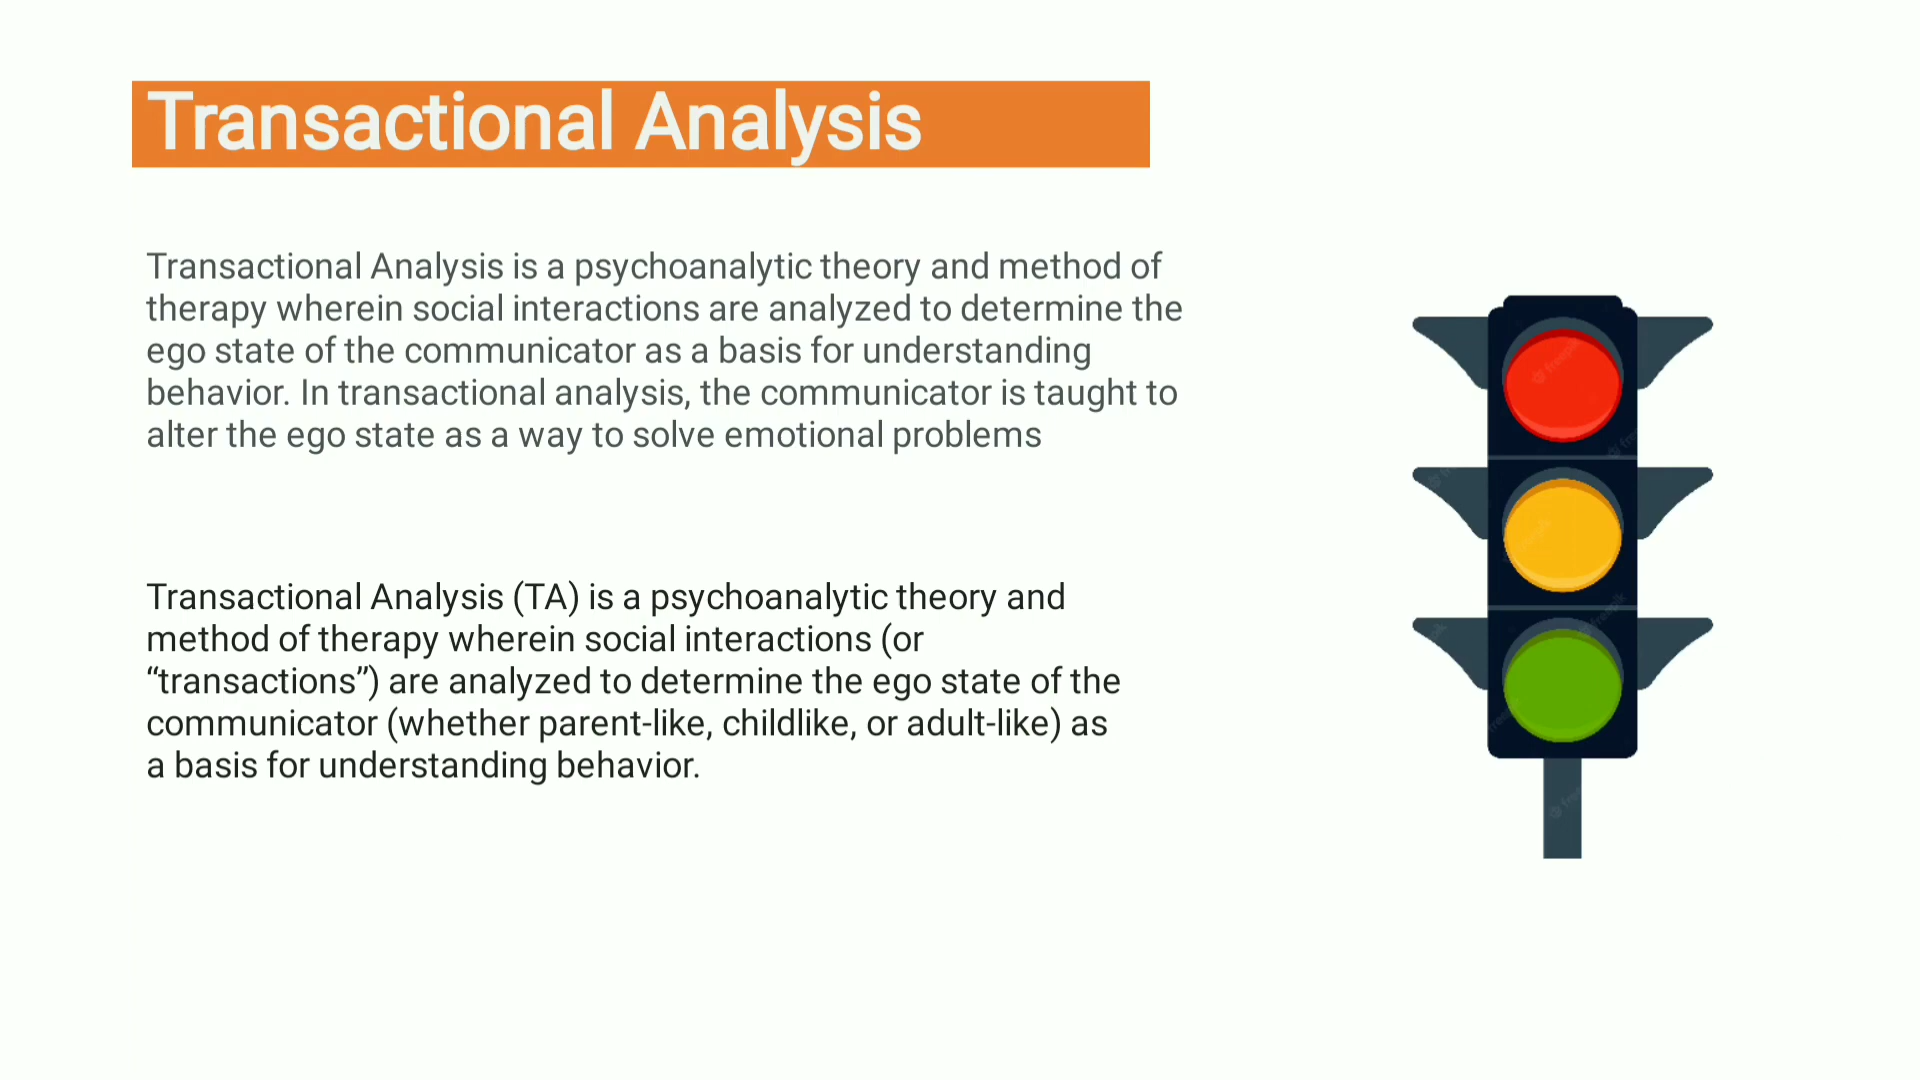 Transactional Analysis
Transactional Analysis is a psychoanalytic theory and method of
therapy wherein social interactions are analyzed to determine the
ego state of the communicator as a basis for understanding
behavior. In transactional analysis, the communicator is taught to
alter the ego state as a way to solve emotional problems
Transactional Analysis (TA) is a psychoanalytic theory and
method of therapy wherein social interactions (or
“transactions”) are analyzed to determine the ego state of the
communicator (whether parent-like, childlike, or adult-like) as
a basis for understanding behavior.